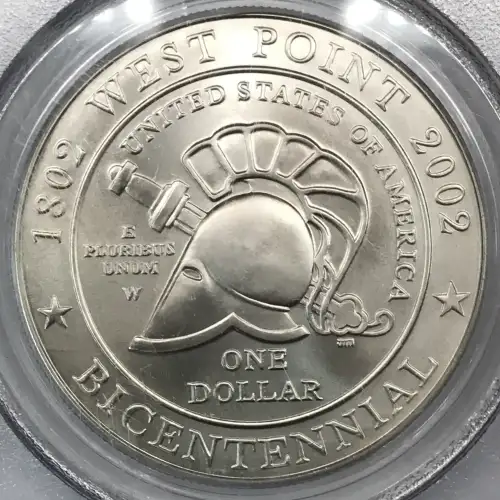 1802 WEST POINT 2002
UNITED STATES OF AMERICA
E
PLURIBUS
UNUM
W
ONE
DOLLAR
BICENTENNIAL